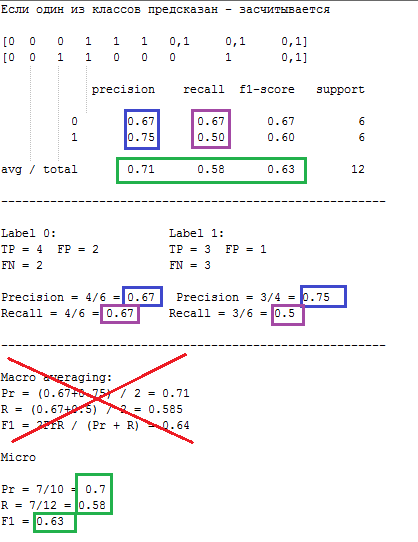 Если один из классов предсказан – засчитывается
[0 0 0 1 1 1 0,1 0,1 0,1]
[0 0 1 1 0 0 0 1 0,1]
precision recall f1-score support
0 0.67 0.67 0.67 6
1 0.75 0.50 0.60 6
avg / total 0.71 0.58 0.63 12
-------------------------------------------------------
Label 0: Label 1:
TP = 4 FP = 2 TP = 3 FP = 1
FN = 2 FN = 3
Precision = 4/6 = 0.67 Precision = 3/4 = 0.75
Recall = 4/6 = 0.67 Recall = 3/6 = 0.5
-------------------------------------------------------
Macro averaging:
Pr = (0.67+0.75) / 2 = 0.71
R = (0.67+0.5) / 2 = 0.585
F1 = 2PrR / (Pr + R) = 0.64
Micro
Pr = 7/10 = 0.7
R = 7/12 = 0.58
F1 = 0.63